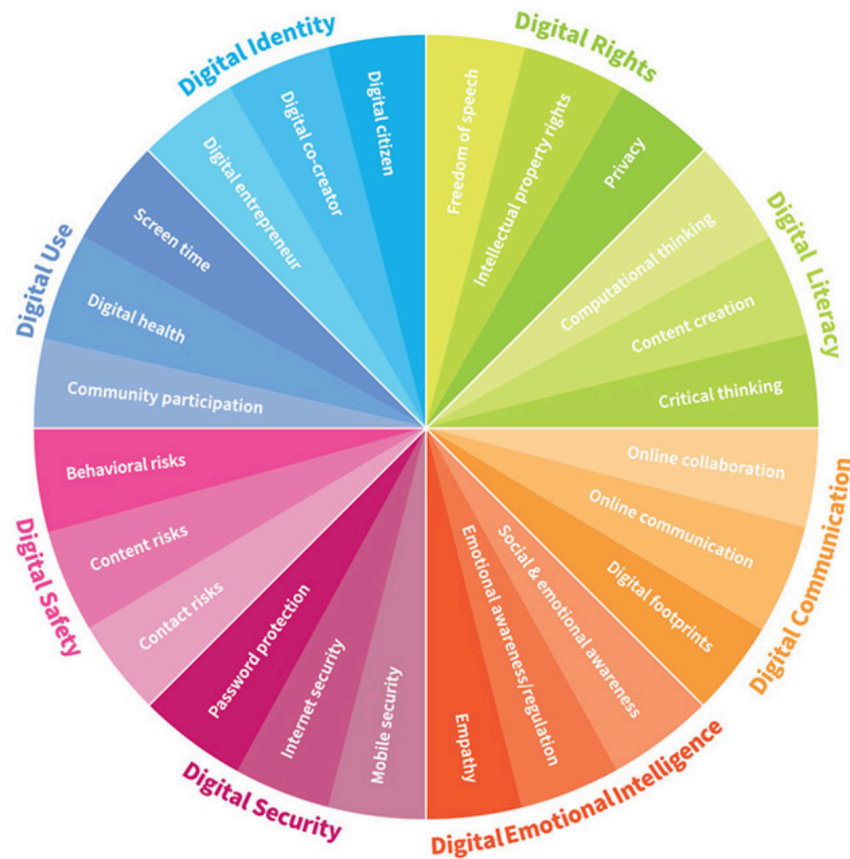 Digital Identity
Digital citizen
Digital co-creator
Digital entrepreneur
Digital Rights
Freedom of speech
Intellectual property rights
Privacy
Digital Literacy
Computational thinking
Content creation
Critical thinking
Digital Communication
Online collaboration
Online communication
Digital footprints
Digital Emotional Intelligence
Social & emotional awareness
Emotional awareness/regulation
Empathy
Digital Security
Mobile security
Internet security
Password protection
Digital Safety
Contact risks
Content risks
Behavioral risks
Digital Use
Community participation
Digital health
Screen time